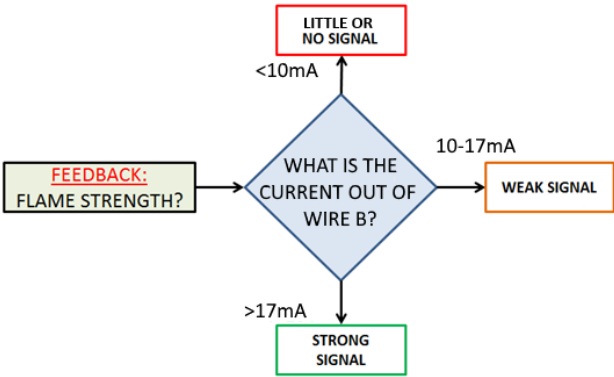 LITTLE OR
NO SIGNAL
<10mA
10-17mA
FEEDBACK:
FLAME STRENGTH?
WHAT IS THE
CURRENT OUT OF
WIRE B?
WEAK SIGNAL
>17mA
STRONG
SIGNAL